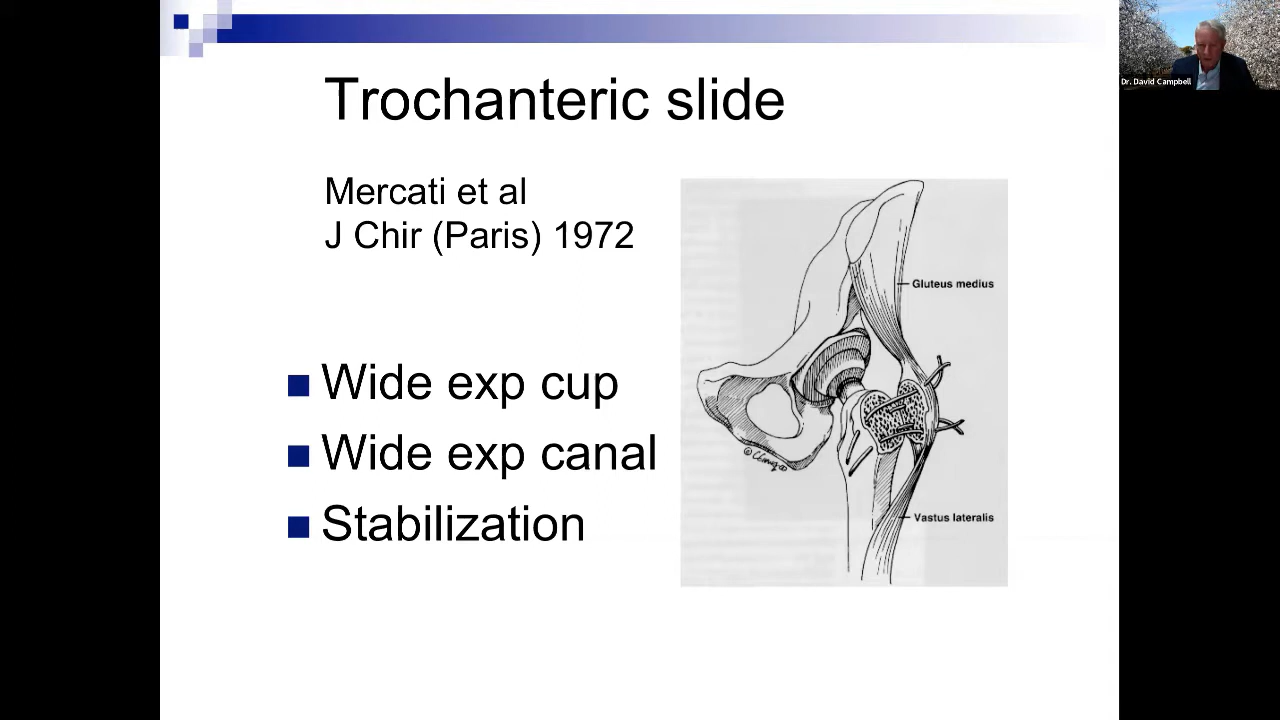 Trochanteric slide
Mercati et al
J Chir (Paris) 1972
Wide exp cup
Wide exp canal
Stabilization
Gluteus medius
Vastus lateralis
Dr. David Campbell